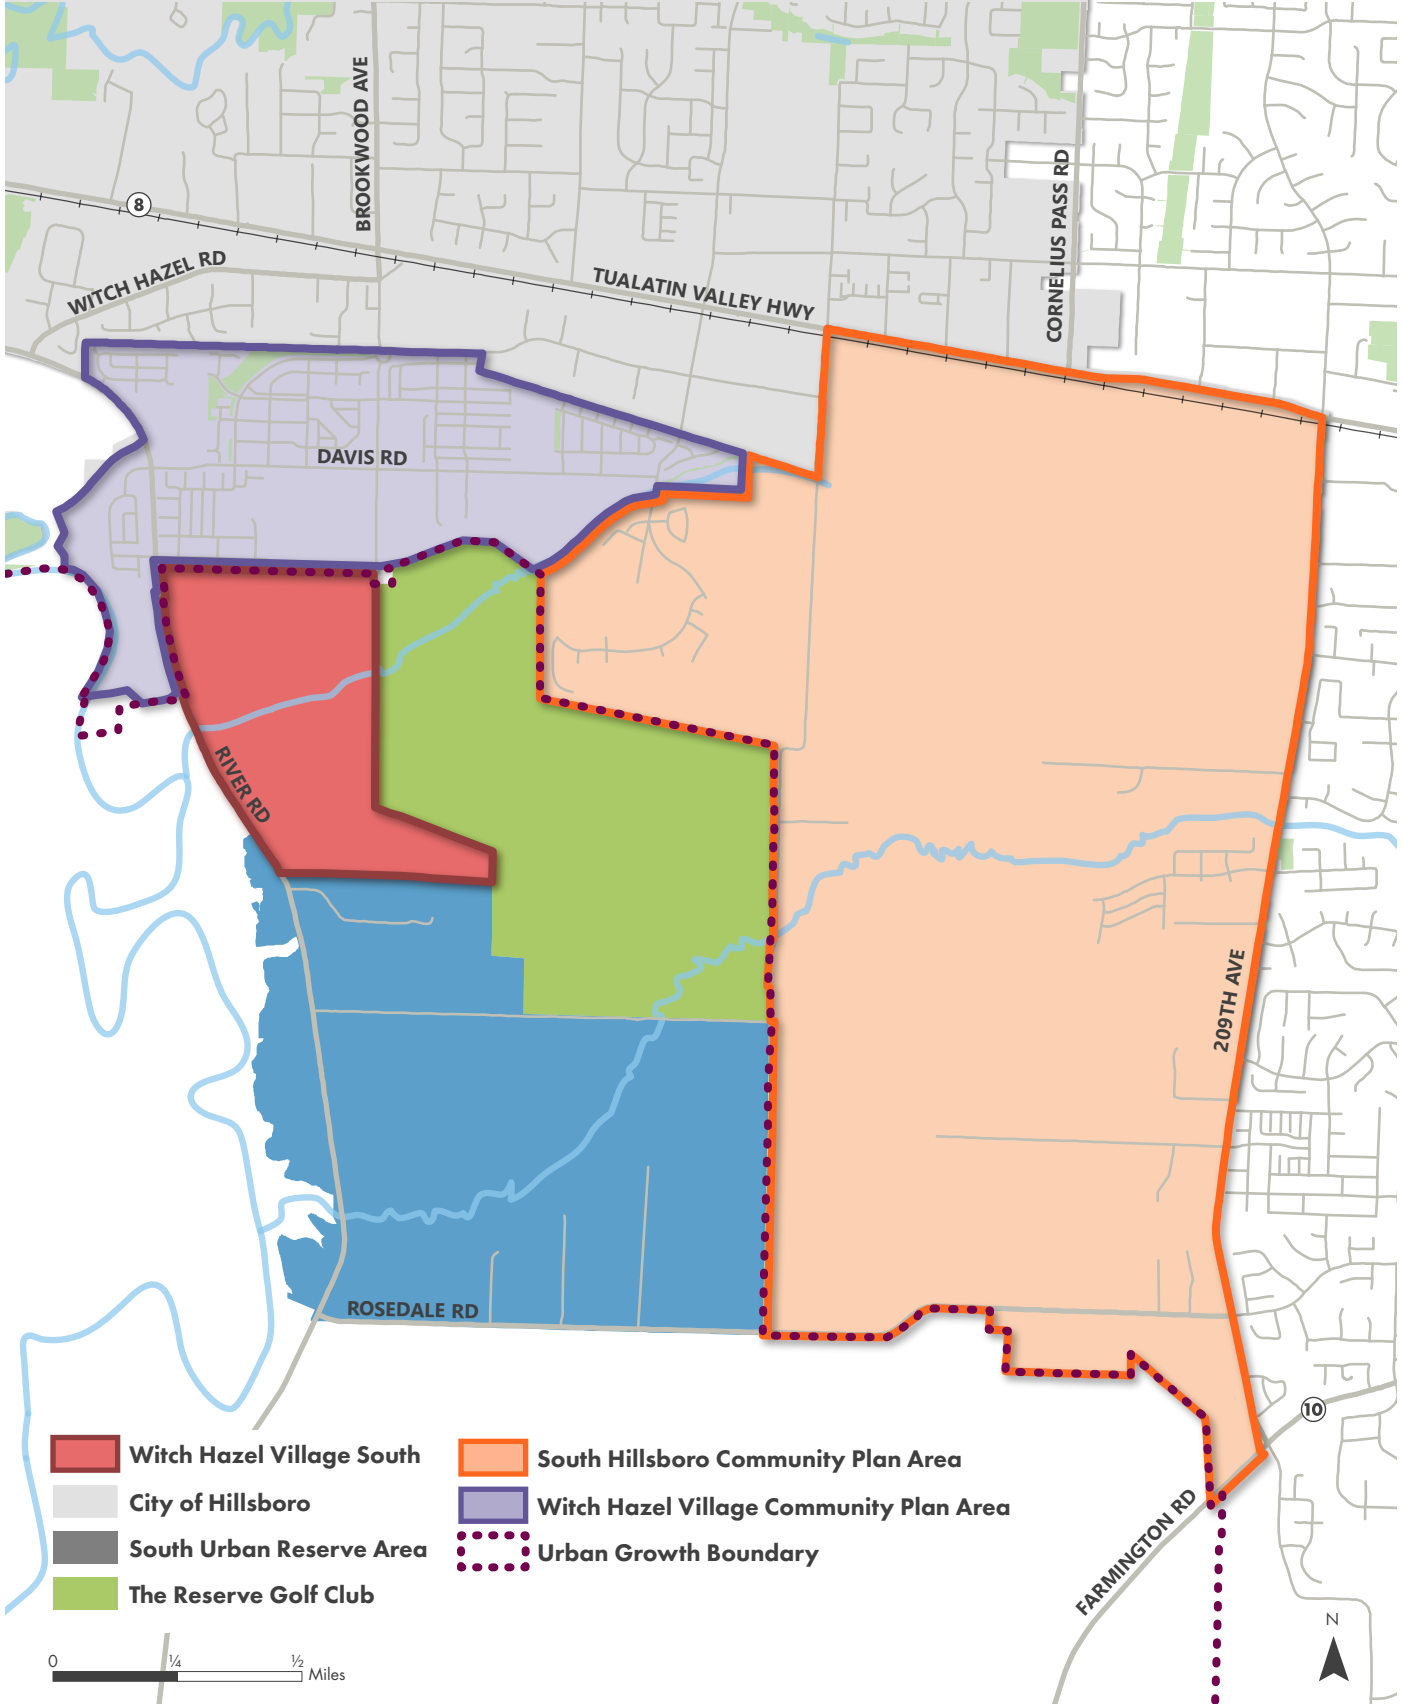 BROOKWOOD AVE
CORNELIUS PASS RD
8
WITCH HAZEL RD
TUALATIN VALLEY HWY
DAVIS RD
RIVER RD
209TH AVE
ROSEDALE RD
10
FARMINGTON RD
Witch Hazel Village South
City of Hillsboro
South Urban Reserve Area
The Reserve Golf Club
South Hillsboro Community Plan Area
Witch Hazel Village Community Plan Area
Urban Growth Boundary
0 ¼ ½ Miles
N